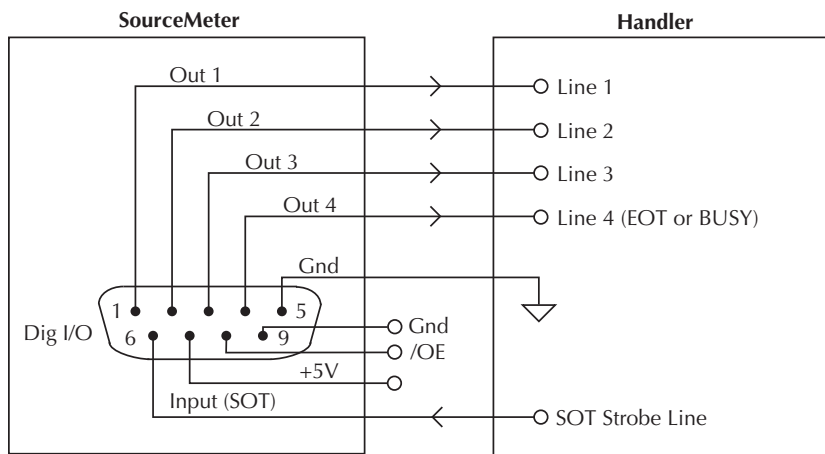 SourceMeter
Handler
Out 1
Line 1
Out 2
Line 2
Out 3
Line 3
Out 4
Line 4 (EOT or BUSY)
Gnd
1
5
Dig I/O
6
9
Gnd
/OE
+5V
Input (SOT)
SOT Strobe Line